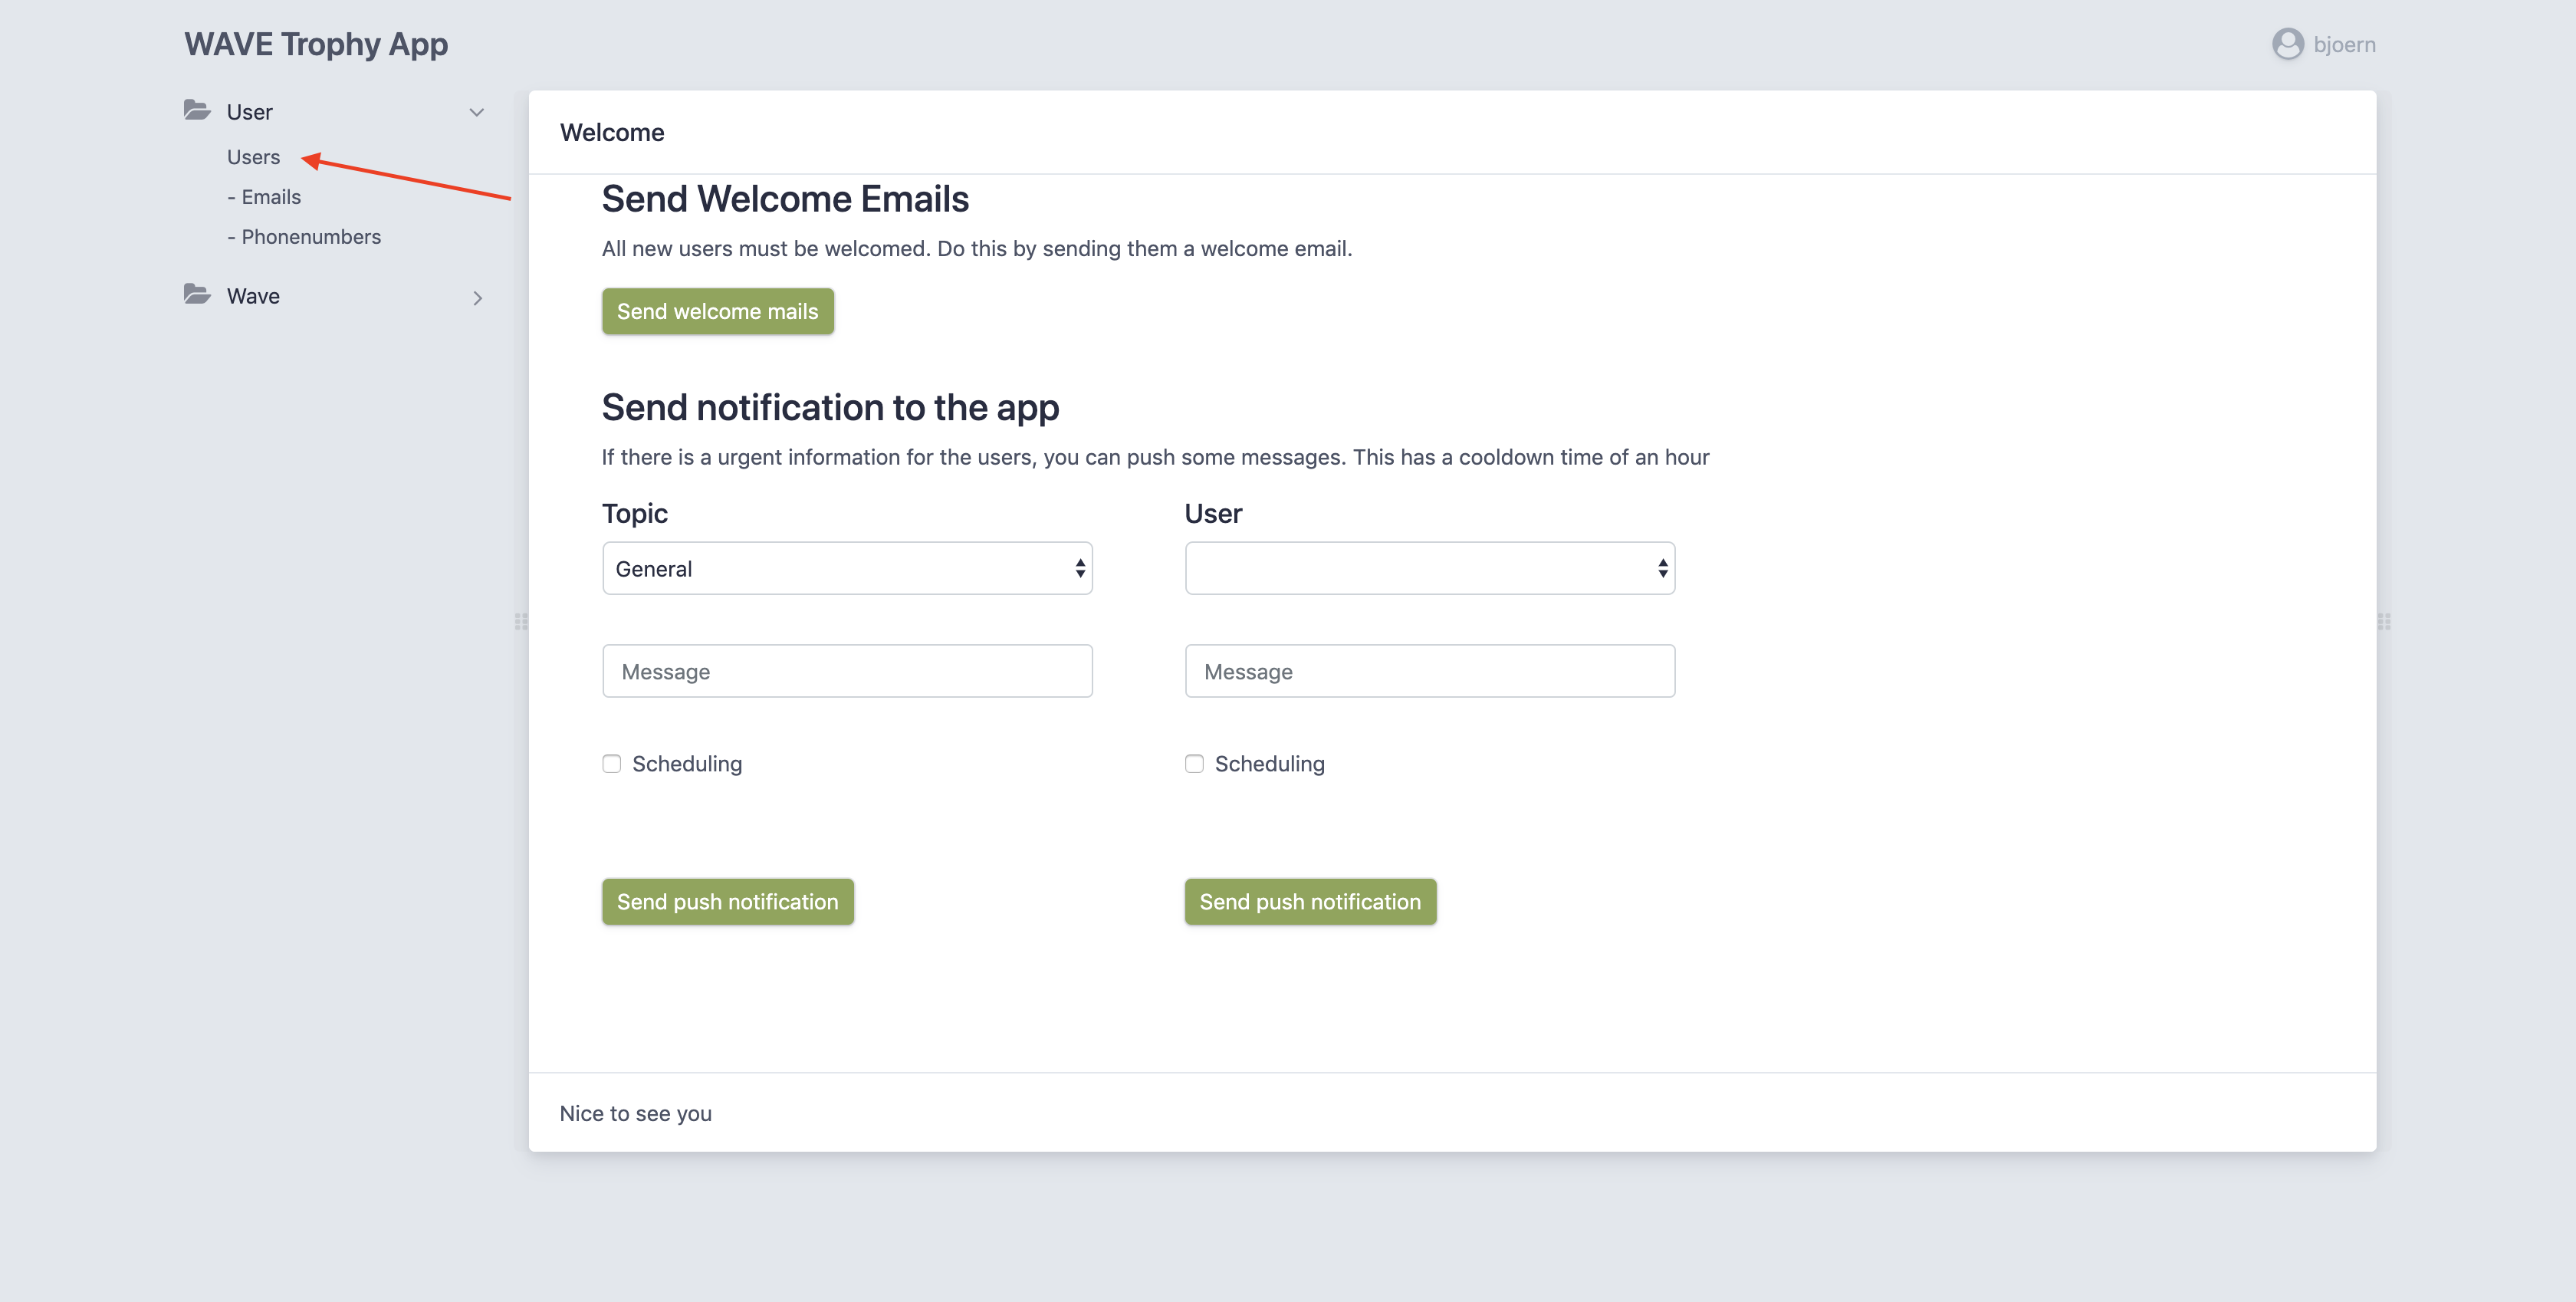 WAVE Trophy App
bjoern
User
Users
- Emails
- Phonenumbers
Wave
Welcome
Send Welcome Emails
All new users must be welcomed. Do this by sending them a welcome email.
Send welcome mails
Send notification to the app
If there is a urgent information for the users, you can push some messages. This has a cooldown time of an hour
Topic
User
General
Message
Message
Scheduling
Scheduling
Send push notification
Send push notification
Nice to see you